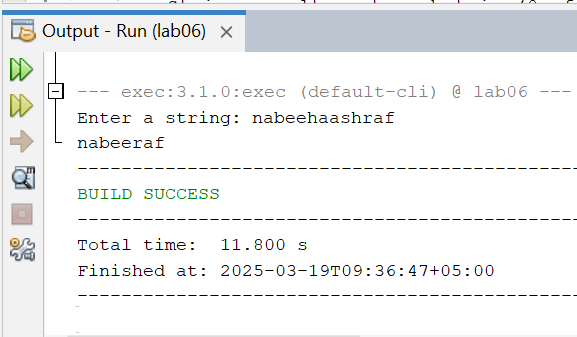 Output - Run (lab06)
--- exec:3.1.0:exec (default-cli) @ lab06 ---
Enter a string: nabeehaashraf
nabeeraf
------------------------------------------------
BUILD SUCCESS
------------------------------------------------
Total time:  11.800 s
Finished at: 2025-03-19T09:36:47+05:00
------------------------------------------------